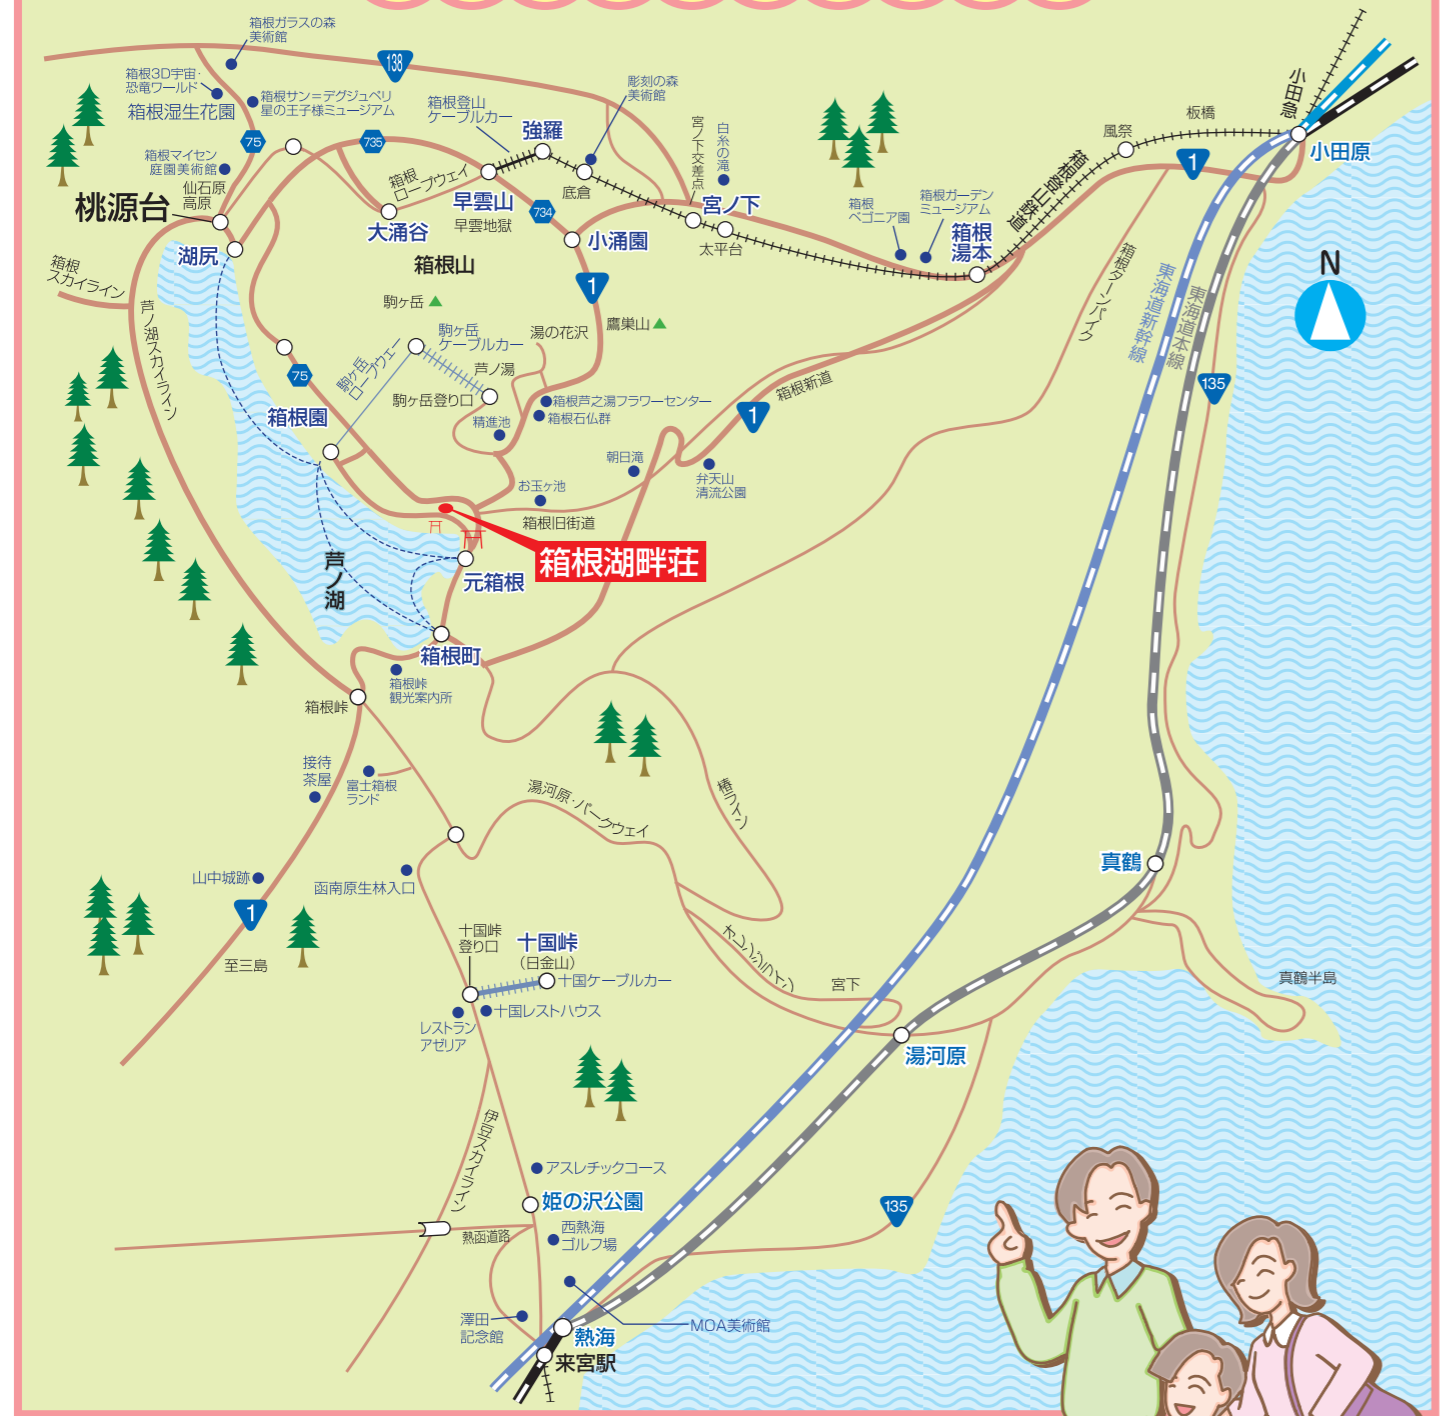 箱根ガラスの森
美術館
138
箱根3D宇宙・
恐竜ワールド
箱根湿生花園
箱根サン=テグジュペリ
星の王子様ミュージアム
箱根登山
ケーブルカー
彫刻の森
美術館
強羅
75
735
箱根マイセン
庭園美術館
仙石原
高原
桃源台
箱根
ロープウェイ
早雲山
早雲地獄
734
底倉
宮ノ下交差点
白糸の滝
宮ノ下
太平台
大涌谷
小涌園
箱根山
湖尻
箱根
スカイライン
芦ノ湖スカイライン
箱根
ベゴニア園
箱根ガーデン
ミュージアム
箱根
湯本
箱根登山鉄道
風祭
板橋
小田急
小田原
1
箱根ターンパイク
東海道新幹線
東海道本線
N
135
1
駒ヶ岳
鷹巣山
駒ヶ岳
ケーブルカー
湯の花沢
芦ノ湯
駒ヶ岳
ロープウェー
75
駒ヶ岳登り口
箱根芦之湯フラワーセンター
箱根石仏群
精進池
箱根園
箱根新道
1
朝日滝
弁天山
清流公園
お玉ヶ池
箱根旧街道
箱根湖畔荘
芦ノ湖
元箱根
箱根町
箱根峠
観光案内所
箱根峠
接待
茶屋
富士箱根
ランド
湯河原・パークウェイ
椿ライン
山中城跡
函南原生林入口
1
至三島
十国峠
登り口
十国峠
(日金山)
十国ケーブルカー
十国レストハウス
レストラン
アゼリア
オレンジライン
宮下
真鶴
真鶴半島
湯河原
伊豆スカイライン
アスレチックコース
姫の沢公園
135
熱函道路
西熱海
ゴルフ場
澤田
記念館
MOA美術館
熱海
来宮駅